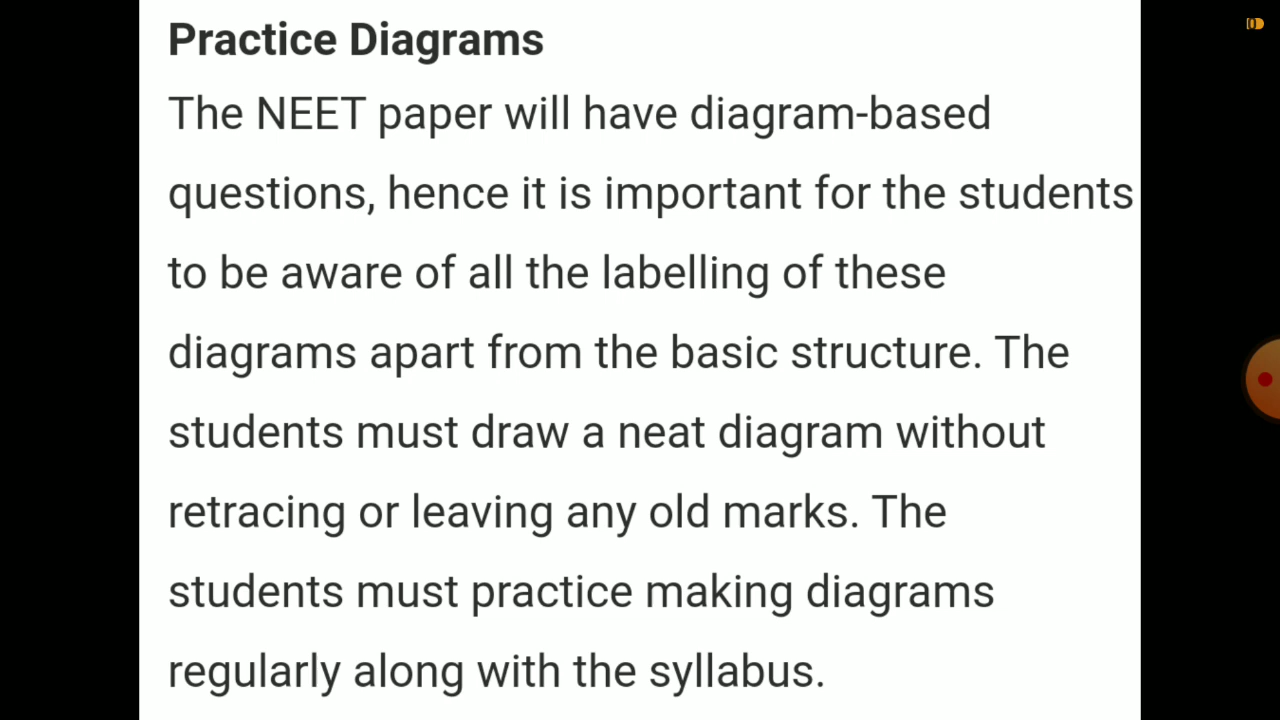 Practice Diagrams
The NEET paper will have diagram-based
questions, hence it is important for the students
to be aware of all the labelling of these
diagrams apart from the basic structure. The
students must draw a neat diagram without
retracing or leaving any old marks. The
students must practice making diagrams
regularly along with the syllabus.